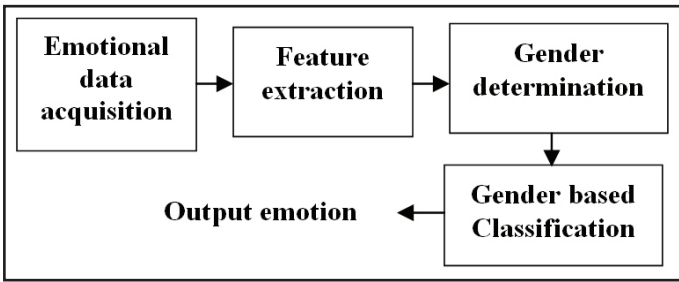 Emotional
data
acquisition
Feature
extraction
Gender
determination
Gender based
Classification
Output emotion